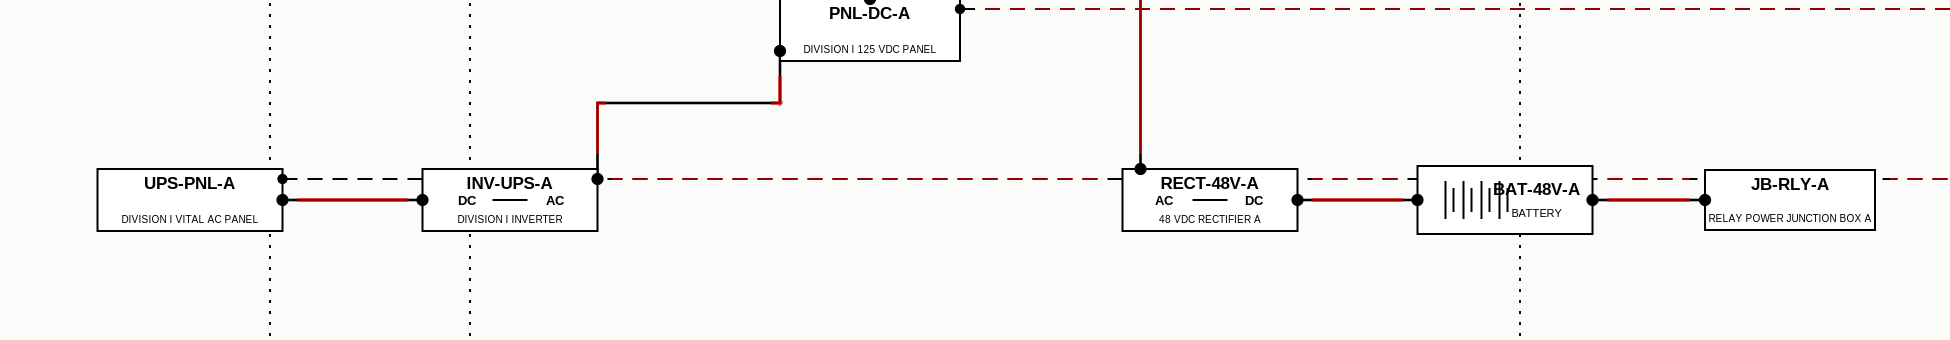 PNL-DC-A
DIVISION I 125 VDC PANEL
UPS-PNL-A
DIVISION I VITAL AC PANEL
INV-UPS-A
DC AC
DIVISION I INVERTER
RECT-48V-A
AC DC
48 VDC RECTIFIER A
BAT-48V-A
BATTERY
JB-RLY-A
RELAY POWER JUNCTION BOX A